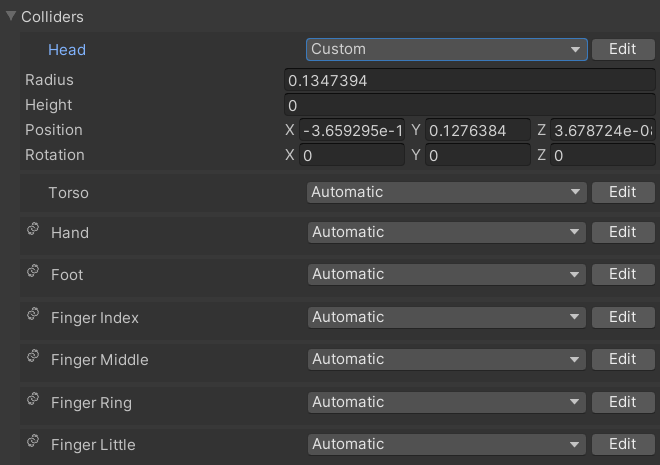 Colliders
Head Custom Edit
Radius 0.1347394
Height 0
Position X -3.659295e-1 Y 0.1276384 Z 3.678724e-08
Rotation X 0 Y 0 Z 0
Torso Automatic Edit
Hand Automatic Edit
Foot Automatic Edit
Finger Index Automatic Edit
Finger Middle Automatic Edit
Finger Ring Automatic Edit
Finger Little Automatic Edit